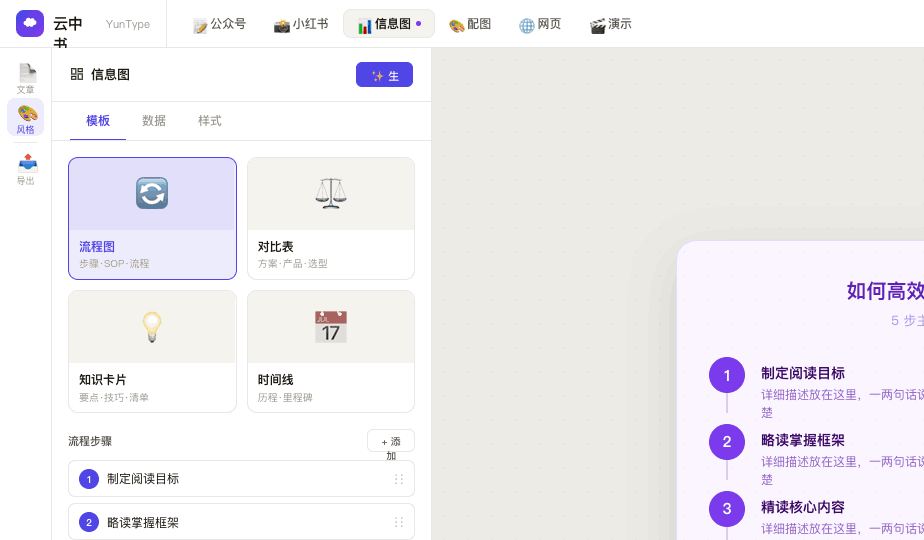 云中
书
YunType
公众号
小红书
信息图
配图
网页
演示
文章
风格
导出
信息图
生
模板
数据
样式
流程图
步骤·SOP·流程
对比表
方案·产品·选型
知识卡片
要点·技巧·清单
JUL
17
时间线
历程·里程碑
流程步骤
+ 添
加
1 制定阅读目标
2 略读掌握框架
如何高效
5 步主
1 制定阅读目标
详细描述放在这里，一两句话说
楚
2 略读掌握框架
详细描述放在这里，一两句话说
楚
3 精读核心内容
详细描述放在这里，一两句话说